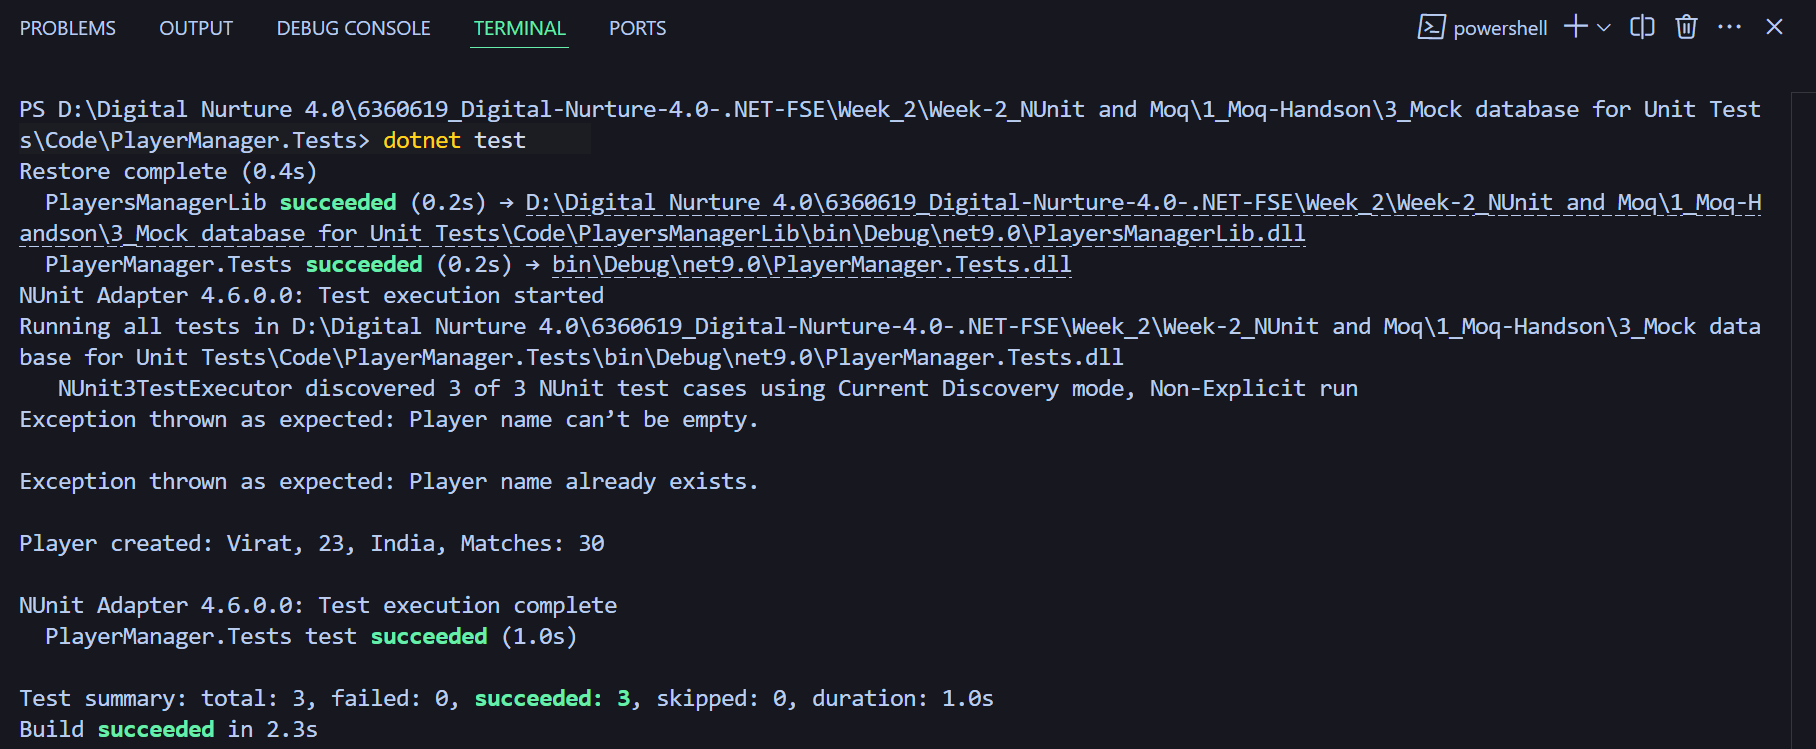 PROBLEMS OUTPUT DEBUG CONSOLE TERMINAL PORTS powershell
PS D:\Digital Nurture 4.0\6360619_Digital-Nurture-4.0-.NET-FSE\Week_2\Week-2_NUnit and Moq\1_Moq-Handson\3_Mock database for Unit Test
s\Code\PlayerManager.Tests> dotnet test
Restore complete (0.4s)
PlayersManagerLib succeeded (0.2s) → D:\Digital Nurture 4.0\6360619_Digital-Nurture-4.0-.NET-FSE\Week_2\Week-2_NUnit and Moq\1_Moq-H
andson\3_Mock database for Unit Tests\Code\PlayersManagerLib\bin\Debug\net9.0\PlayersManagerLib.dll
PlayerManager.Tests succeeded (0.2s) → bin\Debug\net9.0\PlayerManager.Tests.dll
NUnit Adapter 4.6.0.0: Test execution started
Running all tests in D:\Digital Nurture 4.0\6360619_Digital-Nurture-4.0-.NET-FSE\Week_2\Week-2_NUnit and Moq\1_Moq-Handson\3_Mock data
base for Unit Tests\Code\PlayerManager.Tests\bin\Debug\net9.0\PlayerManager.Tests.dll
NUnit3TestExecutor discovered 3 of 3 NUnit test cases using Current Discovery mode, Non-Explicit run
Exception thrown as expected: Player name can’t be empty.
Exception thrown as expected: Player name already exists.
Player created: Virat, 23, India, Matches: 30
NUnit Adapter 4.6.0.0: Test execution complete
PlayerManager.Tests test succeeded (1.0s)
Test summary: total: 3, failed: 0, succeeded: 3, skipped: 0, duration: 1.0s
Build succeeded in 2.3s